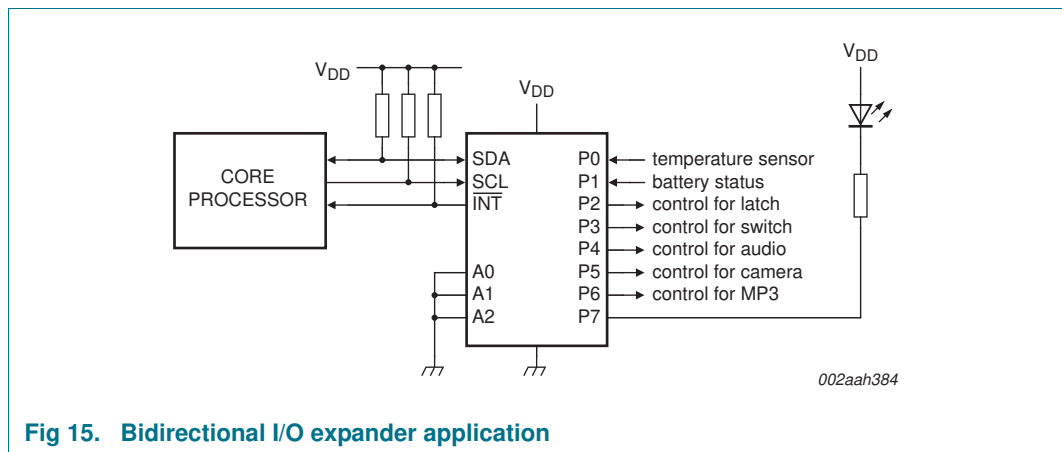 VDD
VDD
VDD
CORE
PROCESSOR
SDA
SCL
INT
A0
A1
A2
P0
P1
P2
P3
P4
P5
P6
P7
temperature sensor
battery status
control for latch
control for switch
control for audio
control for camera
control for MP3
002aah384
Fig 15. Bidirectional I/O expander application